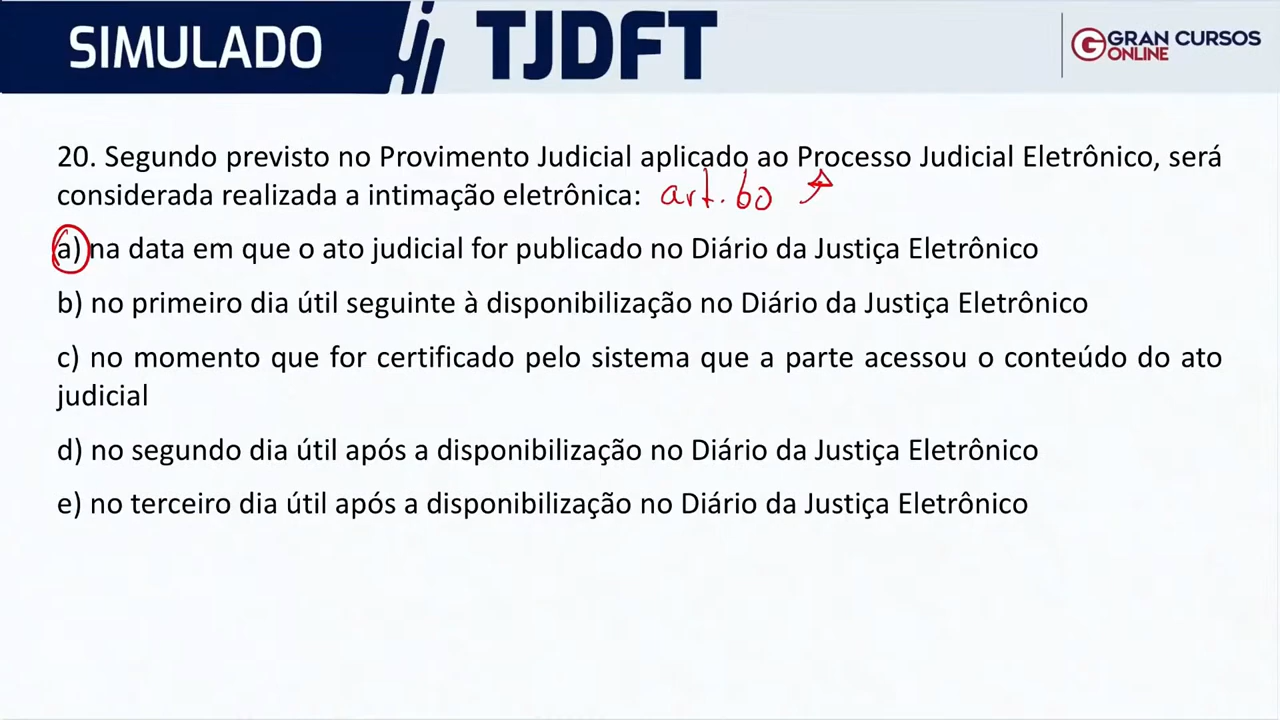 SIMULADO
TJDFT
GRAN CURSOS
ONLINE
20. Segundo previsto no Provimento Judicial aplicado ao Processo Judicial Eletrônico, será
considerada realizada a intimação eletrônica: art. 60
a) na data em que o ato judicial for publicado no Diário da Justiça Eletrônico
b) no primeiro dia útil seguinte à disponibilização no Diário da Justiça Eletrônico
c) no momento que for certificado pelo sistema que a parte acessou o conteúdo do ato
judicial
d) no segundo dia útil após a disponibilização no Diário da Justiça Eletrônico
e) no terceiro dia útil após a disponibilização no Diário da Justiça Eletrônico